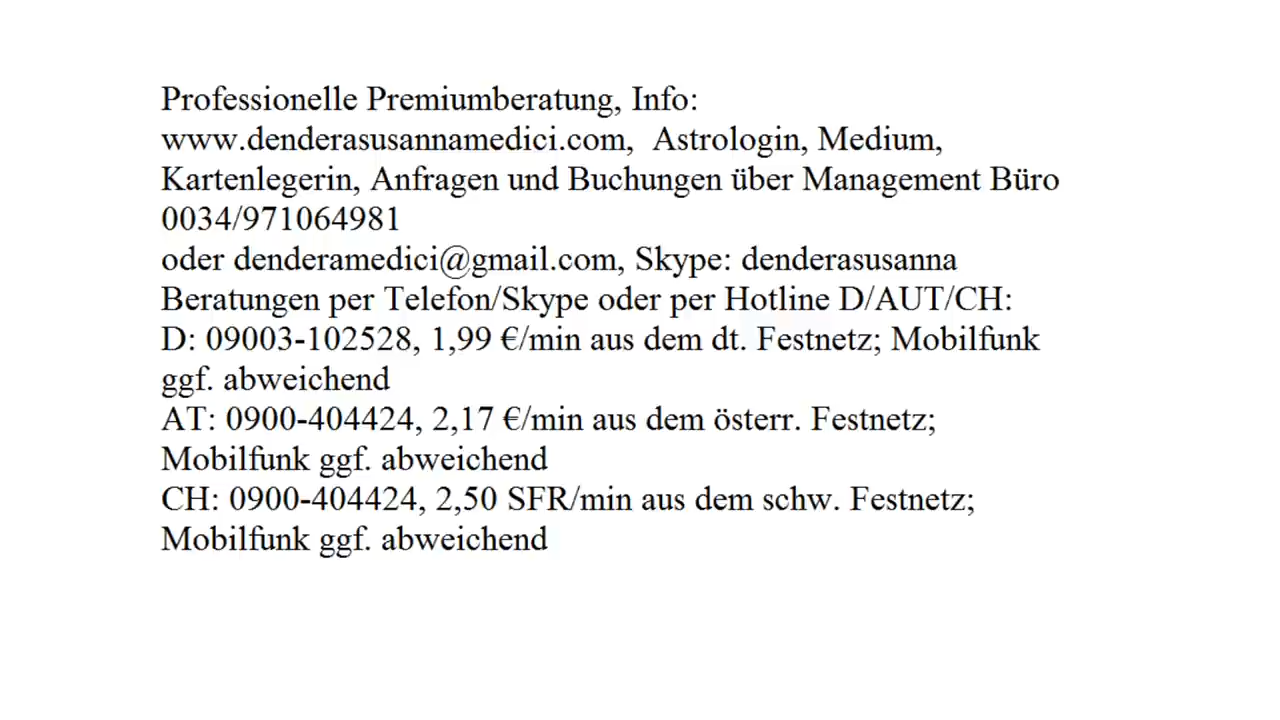 Professionelle Premiumberatung, Info:
www.denderasusannamedici.com,  Astrologin, Medium,
Kartenlegerin, Anfragen und Buchungen über Management Büro
0034/971064981
oder denderamedici@gmail.com, Skype: denderasusanna
Beratungen per Telefon/Skype oder per Hotline D/AUT/CH:
D: 09003-102528, 1,99 €/min aus dem dt. Festnetz; Mobilfunk
ggf. abweichend
AT: 0900-404424, 2,17 €/min aus dem österr. Festnetz;
Mobilfunk ggf. abweichend
CH: 0900-404424, 2,50 SFR/min aus dem schw. Festnetz;
Mobilfunk ggf. abweichend